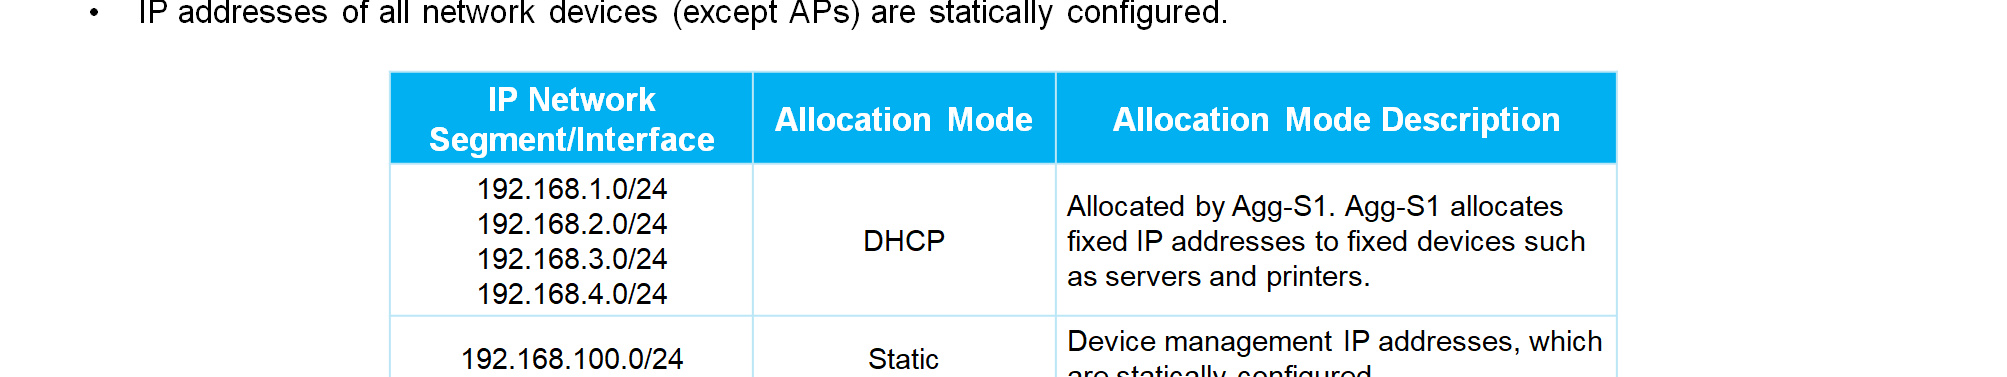 • IP addresses of all network devices (except APs) are statically configured.
IP Network
Segment/Interface
Allocation Mode
Allocation Mode Description
192.168.1.0/24
192.168.2.0/24
192.168.3.0/24
192.168.4.0/24
DHCP
Allocated by Agg-S1. Agg-S1 allocates
fixed IP addresses to fixed devices such
as servers and printers.
192.168.100.0/24
Static
Device management IP addresses, which
are statically configured.